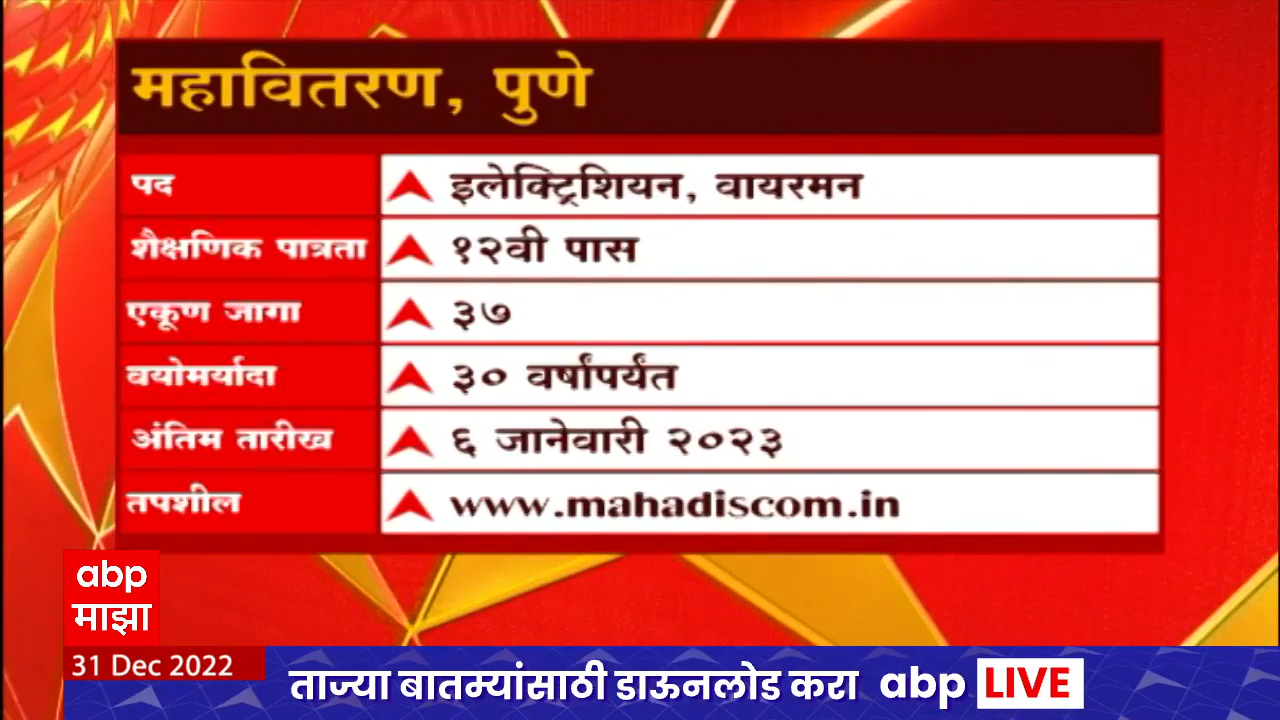 महावितरण, पुणे
पद इलेक्ट्रिशियन, वायरमन
शैक्षणिक पात्रता १२वी पास
एकूण जागा ३७
वयोमर्यादा ३० वर्षांपर्यंत
अंतिम तारीख ६ जानेवारी २०२३
तपशील www.mahadiscom.in
abp
माझा
31 Dec 2022
ताज्या बातम्यांसाठी डाऊनलोड करा abp LIVE